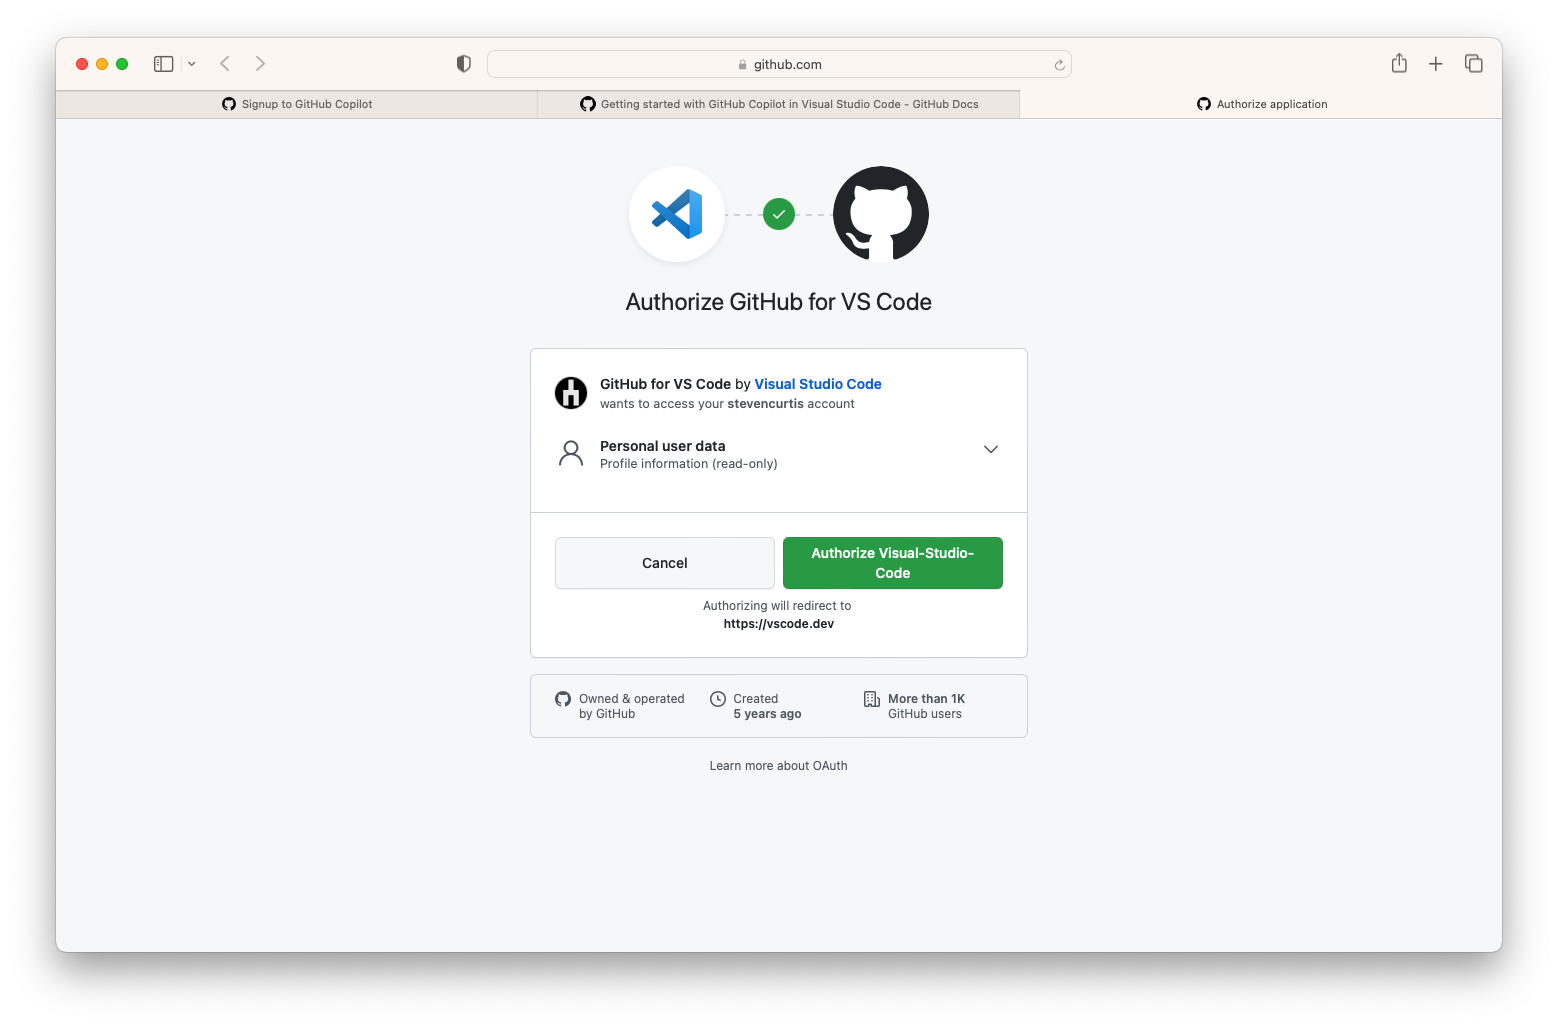 github.com
Signup to GitHub Copilot
Getting started with GitHub Copilot in Visual Studio Code - GitHub Docs
Authorize application
Authorize GitHub for VS Code
GitHub for VS Code by Visual Studio Code
wants to access your stevencurtis account
Personal user data
Profile information (read-only)
Cancel
Authorize Visual-Studio-
Code
Authorizing will redirect to
https://vscode.dev
Owned & operated
by GitHub
Created
5 years ago
More than 1K
GitHub users
Learn more about OAuth